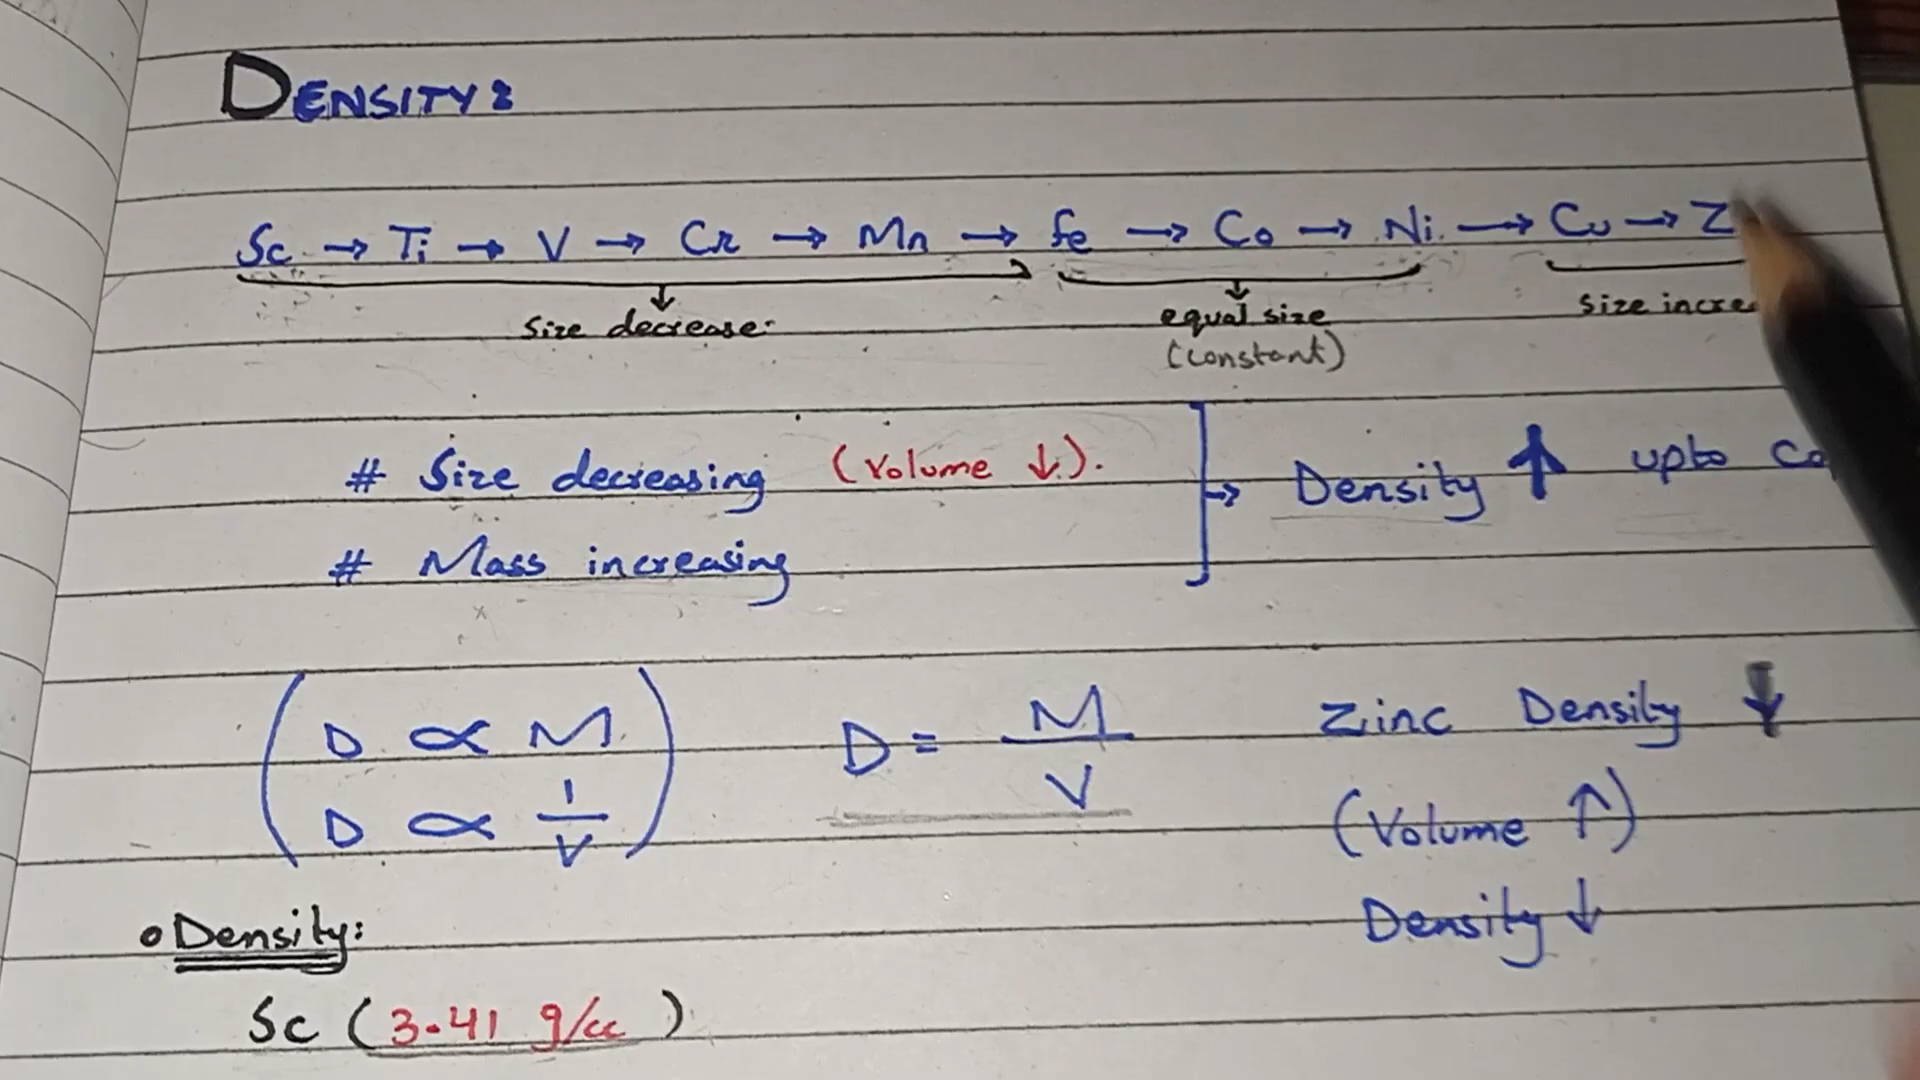 DENSITY:
Sc → Ti → V → Cr → Mn → Fe → Co → Ni → Cu → Z
Size decrease.
equal size
(constant)
size incre
# Size decreasing (Volume ↓).
# Mass increasing
→ Density ↑ upto Co
D ∝ M
D ∝ 1/V
D = M/V
Zinc Density ↓
(Volume ↑)
Density ↓
• Density:
Sc (3.41 g/cc)